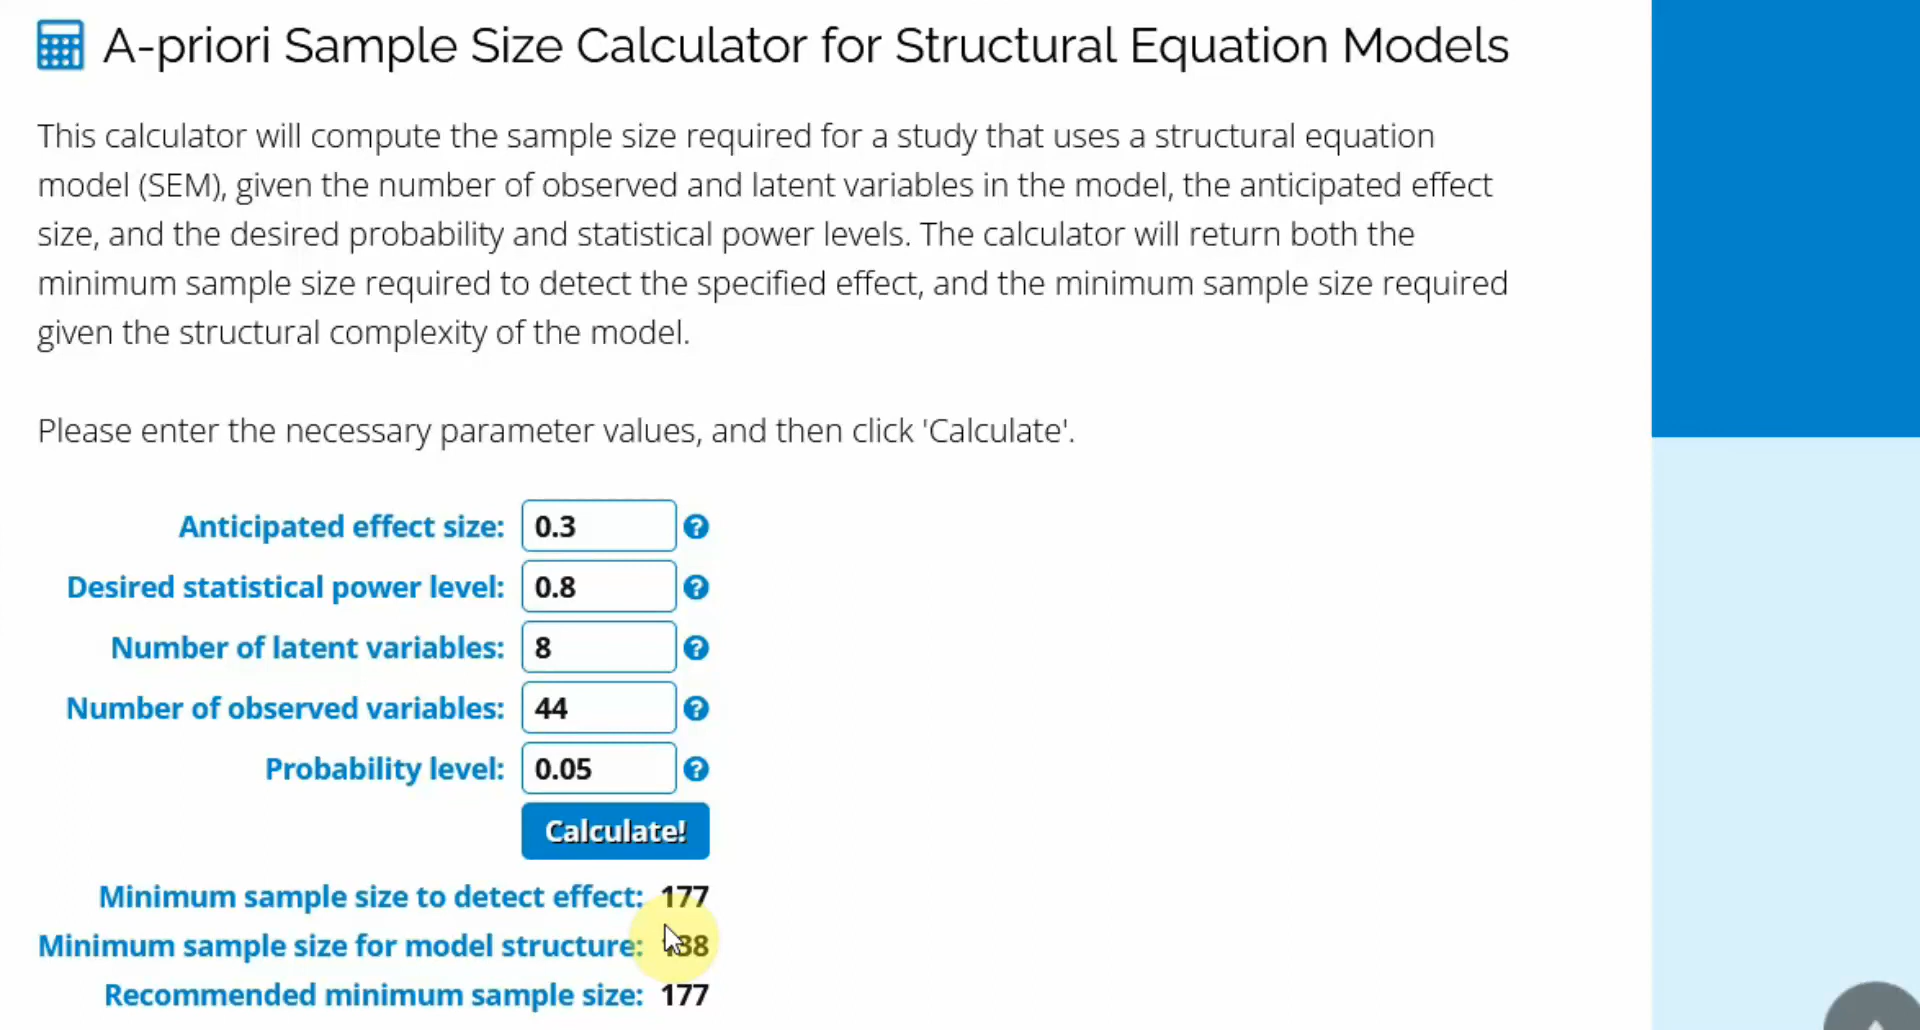 A-priori Sample Size Calculator for Structural Equation Models
This calculator will compute the sample size required for a study that uses a structural equation
model (SEM), given the number of observed and latent variables in the model, the anticipated effect
size, and the desired probability and statistical power levels. The calculator will return both the
minimum sample size required to detect the specified effect, and the minimum sample size required
given the structural complexity of the model.
Please enter the necessary parameter values, and then click 'Calculate'.
Anticipated effect size: 0.3 ?
Desired statistical power level: 0.8 ?
Number of latent variables: 8 ?
Number of observed variables: 44 ?
Probability level: 0.05 ?
Calculate!
Minimum sample size to detect effect: 177
Minimum sample size for model structure:
Recommended minimum sample size: 177